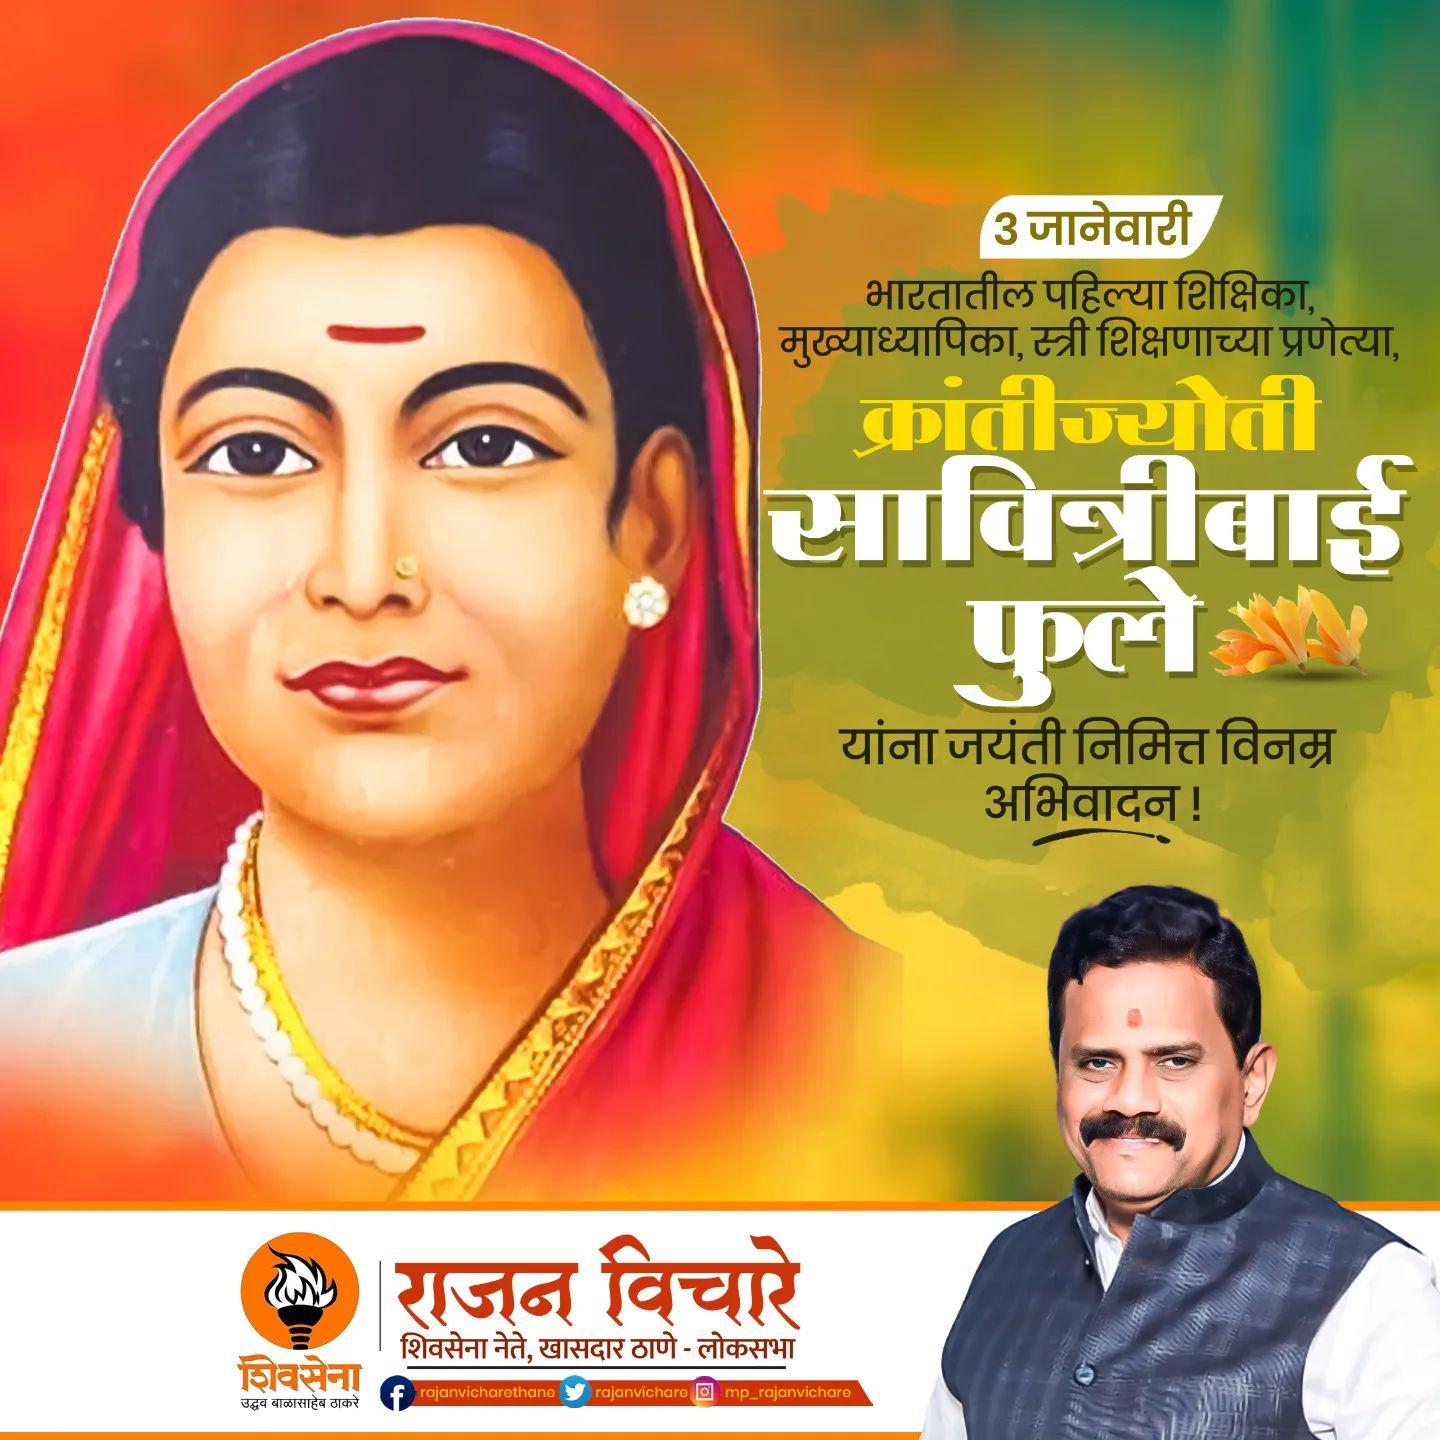 ३ जानेवारी
भारतातील पहिल्या शिक्षिका,
मुख्याध्यापिका, स्त्री शिक्षणाच्या प्रणेत्या,
क्रांतीज्योती
सावित्रीबाई
फुले
यांना जयंती निमित्त विनम्र
अभिवादन !
शिवसेना
उद्धव बाळासाहेब ठाकरे
राजन विचारे
शिवसेना नेते, खासदार ठाणे - लोकसभा
rajanvicharethane rajanvichare mp_rajanvichare